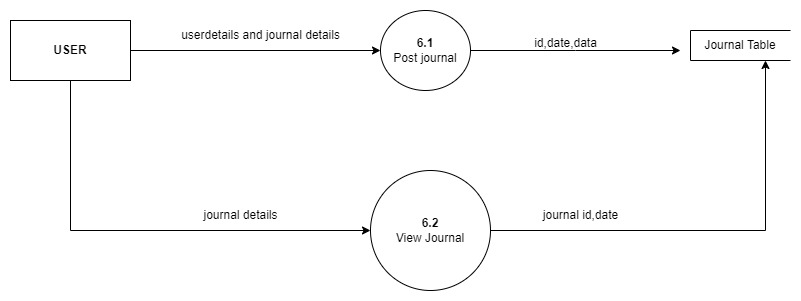 USER
userdetails and journal details
6.1
Post journal
id,date,data
Journal Table
journal details
6.2
View Journal
journal id,date